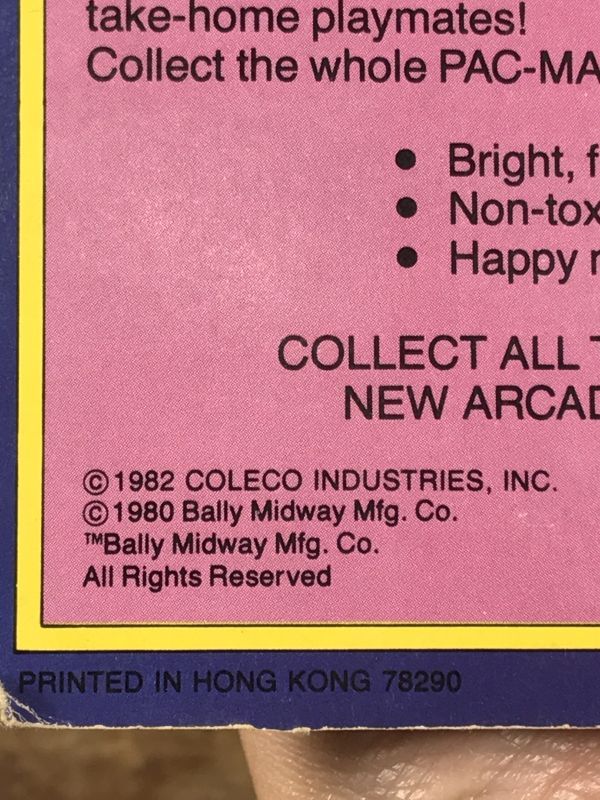 take-home playmates!
Collect the whole PAC-MA
• Bright, f
• Non-tox
• Happy
COLLECT ALL
NEW ARCAD
©1982 COLECO INDUSTRIES, INC.
©1980 Bally Midway Mfg. Co.
™Bally Midway Mfg. Co.
All Rights Reserved
PRINTED IN HONG KONG 78290